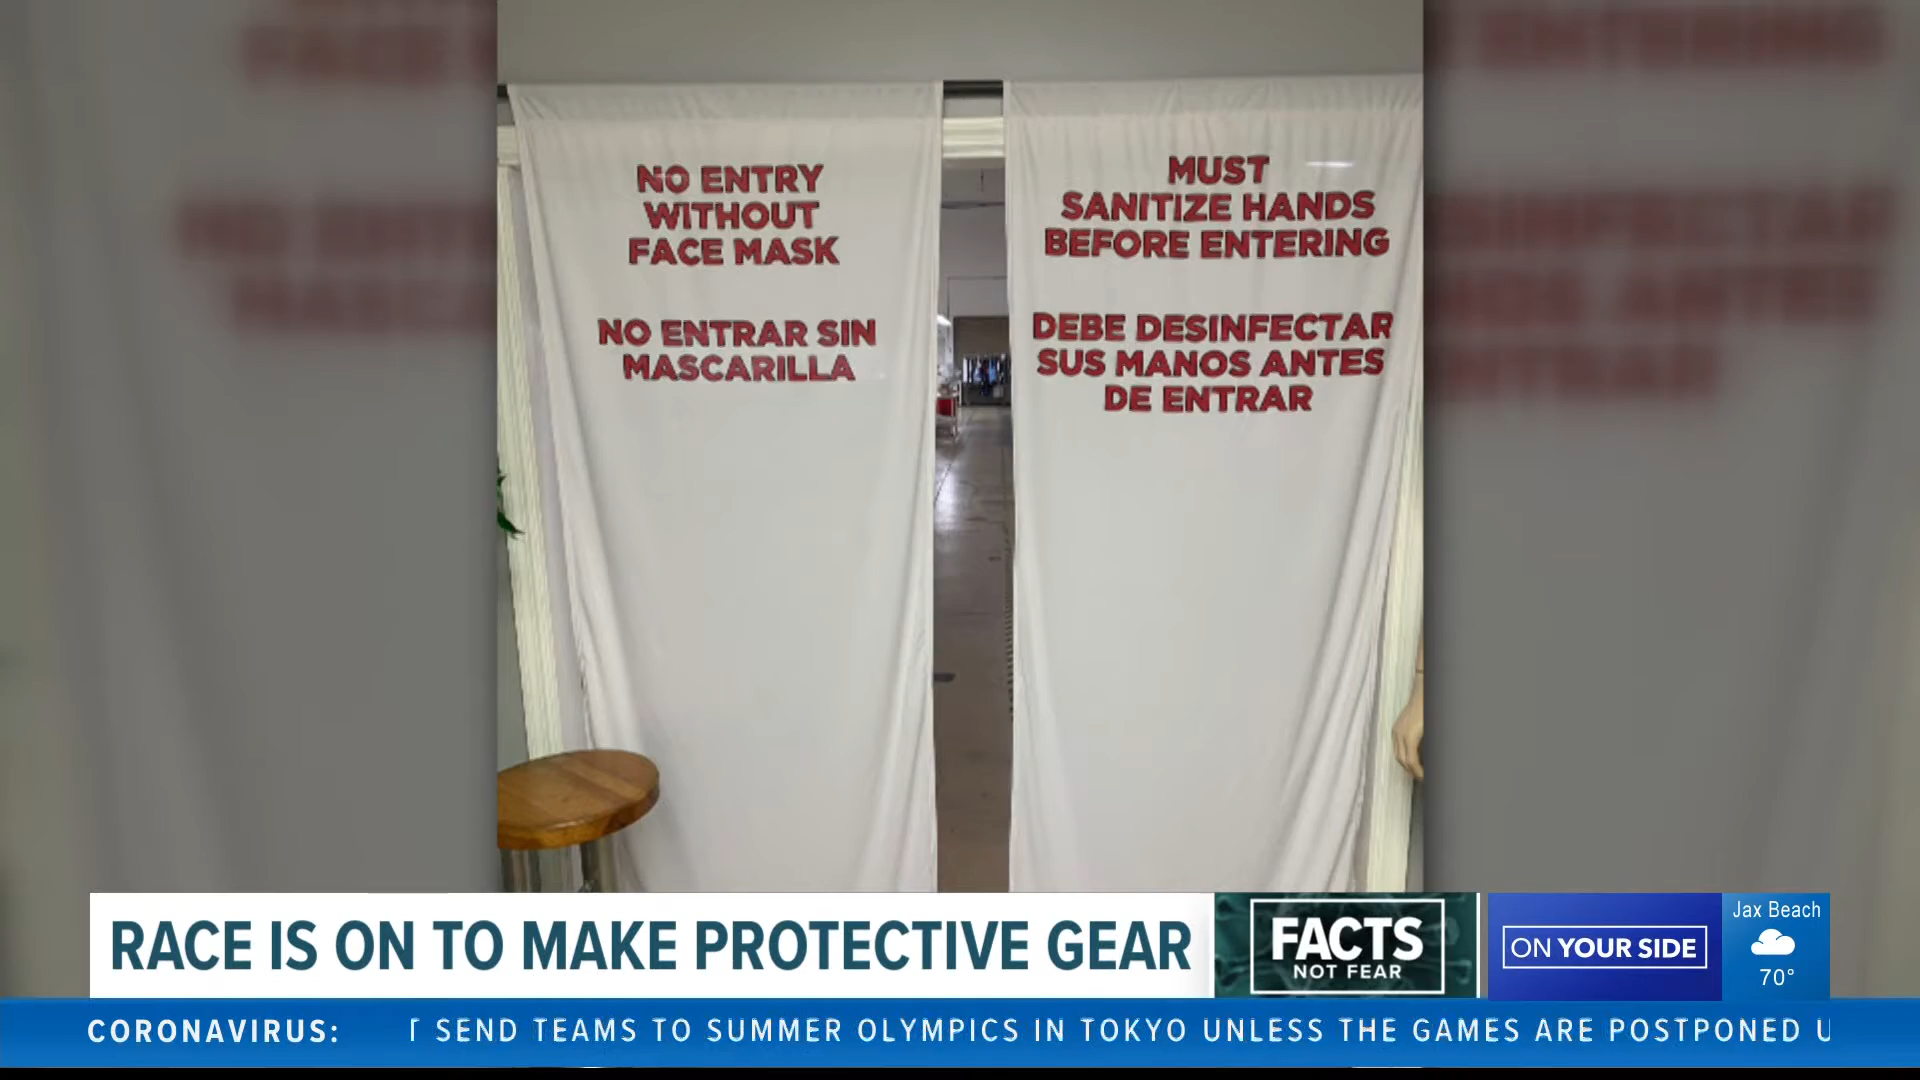 NO ENTRY
WITHOUT
FACE MASK
NO ENTRAR SIN
MASCARILLA
MUST
SANITIZE HANDS
BEFORE ENTERING
DEBE DESINFECTAR
SUS MANOS ANTES
DE ENTRAR
RACE IS ON TO MAKE PROTECTIVE GEAR
FACTS
NOT FEAR
ON YOUR SIDE
Jax Beach
70°
CORONAVIRUS:
SEND TEAMS TO SUMMER OLYMPICS IN TOKYO UNLESS THE GAMES ARE POSTPONED